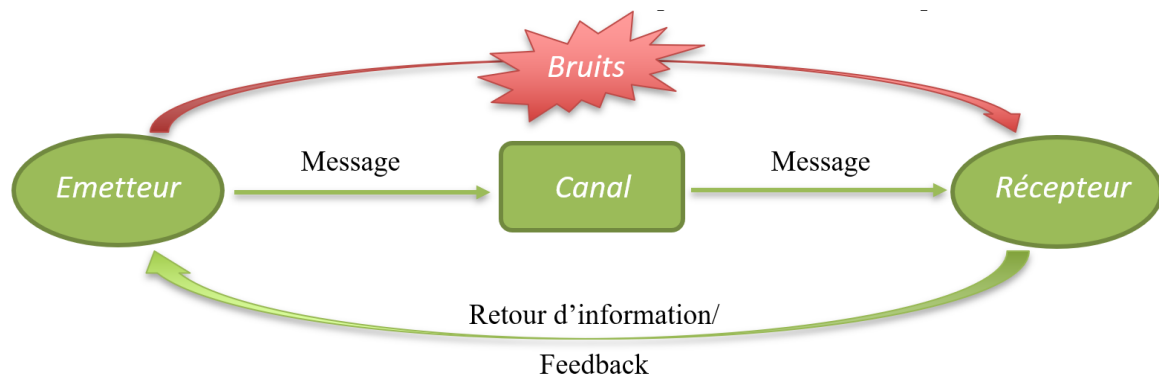 Bruits
Message
Message
Emetteur
Canal
Récepteur
Retour d’information/
Feedback